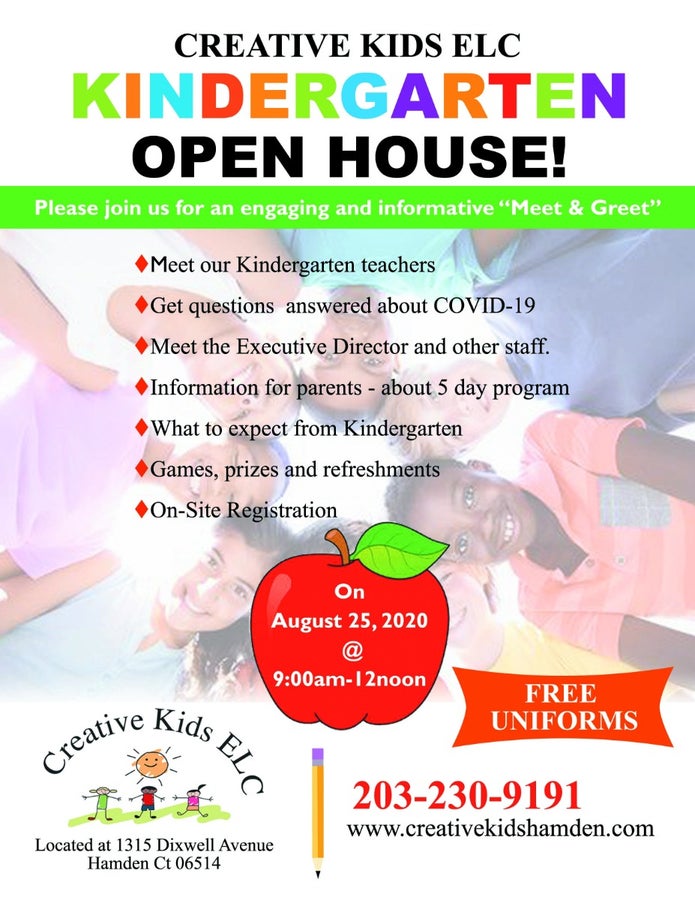 CREATIVE KIDS ELC
KINDERGARTEN
OPEN HOUSE!
Please join us for an engaging and informative “Meet & Greet”
♦Meet our Kindergarten teachers
♦Get questions  answered about COVID-19
♦Meet the Executive Director and other staff.
♦Information for parents - about 5 day program
♦What to expect from Kindergarten
♦Games, prizes and refreshments
♦On-Site Registration
On
August 25, 2020
@
9:00am-12noon
FREE
UNIFORMS
Creative Kids ELC
Located at 1315 Dixwell Avenue
Hamden Ct 06514
203-230-9191
www.creativekidshamden.com